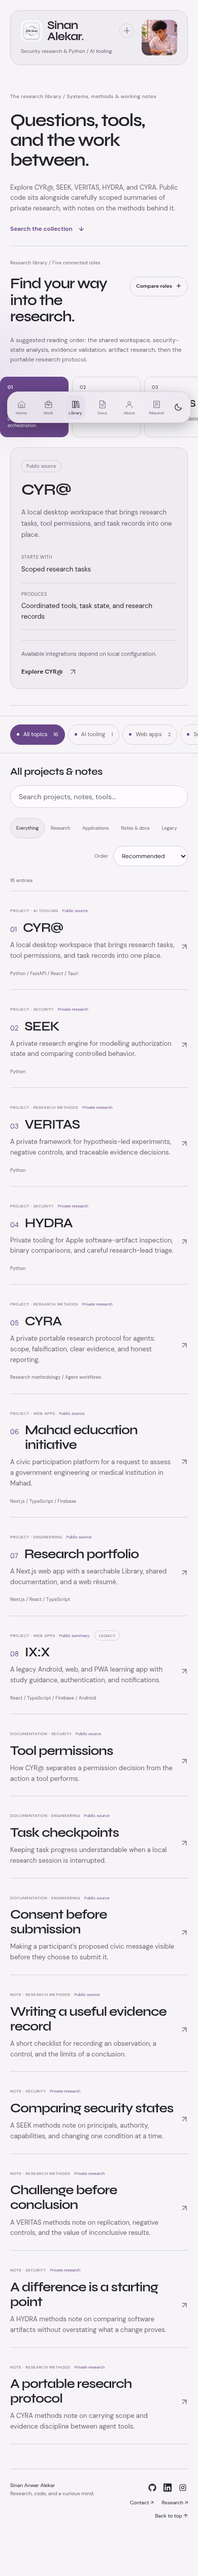 Sinan
Alekar.
Security research & Python / AI tooling
The research library / Systems, methods & working notes
Questions, tools,
and the work
between.
Explore CYR@, SEEK, VERITAS, HYDRA, and CYRA. Public
code sits alongside carefully scoped summaries of
private research, with notes on the methods behind it.
Search the collection ↓
Research library / Five connected roles
Find your way
into the
research.
Compare roles +
A suggested reading order: the shared workspace, security-
state analysis, evidence validation, artifact research, then the
portable research protocol.
01
02
03
Home
Work
Library
Docs
About
Résumé
orchestration
Public source
CYR@
A local desktop workspace that brings research
tasks, tool permissions, and task records into one
place.
STARTS WITH
Scoped research tasks
PRODUCES
Coordinated tools, task state, and research
records
Available integrations depend on local configuration.
Explore CYR@ ↗
All topics 16
AI tooling 1
Web apps 2
All projects & notes
Search projects, notes, tools...
Everything
Research
Applications
Notes & docs
Legacy
Order
Recommended
16 entries
PROJECT · AI TOOLING Public source
01 CYR@
A local desktop workspace that brings research tasks,
tool permissions, and task records into one place.
Python / FastAPI / React / Tauri
PROJECT · SECURITY Private research
02 SEEK
A private research engine for modelling authorization
state and comparing controlled behavior.
Python
PROJECT · RESEARCH METHODS Private research
03 VERITAS
A private framework for hypothesis-led experiments,
negative controls, and traceable evidence decisions.
Python
PROJECT · SECURITY Private research
04 HYDRA
Private tooling for Apple software-artifact inspection,
binary comparisons, and careful research-lead triage.
Python
PROJECT · RESEARCH METHODS Private research
05 CYRA
A private portable research protocol for agents:
scope, falsification, clear evidence, and honest
reporting.
Research methodology / Agent workflows
PROJECT · WEB APPS Public source
06 Mahad education
initiative
A civic participation platform for a request to assess
a government engineering or medical institution in
Mahad.
Next.js / TypeScript / Firebase
PROJECT · ENGINEERING Public source
07 Research portfolio
A Next.js web app with a searchable Library, shared
documentation, and a web résumé.
Next.js / React / TypeScript
PROJECT · WEB APPS Public summary LEGACY
08 IX:X
A legacy Android, web, and PWA learning app with
study guidance, authentication, and notifications.
React / TypeScript / Firebase / Android
DOCUMENTATION · SECURITY Public source
Tool permissions
How CYR@ separates a permission decision from the
action a tool performs.
DOCUMENTATION · ENGINEERING Public source
Task checkpoints
Keeping task progress understandable when a local
research session is interrupted.
DOCUMENTATION · ENGINEERING Public source
Consent before
submission
Making a participant's proposed civic message visible
before they choose to submit it.
NOTE · RESEARCH METHODS Public source
Writing a useful evidence
record
A short checklist for recording an observation, a
control, and the limits of a conclusion.
NOTE · SECURITY Private research
Comparing security states
A SEEK methods note on principals, authority,
capabilities, and changing one condition at a time.
NOTE · RESEARCH METHODS Private research
Challenge before
conclusion
A VERITAS methods note on replication, negative
controls, and the value of inconclusive results.
NOTE · SECURITY Private research
A difference is a starting
point
A HYDRA methods note on comparing software
artifacts without overstating what a change proves.
NOTE · RESEARCH METHODS Private research
A portable research
protocol
A CYRA methods note on carrying scope and
evidence discipline between agent tools.
Sinan Anwar Alekar
Research, code, and a curious mind.
Contact ↗ Research ↗
Back to top ↑